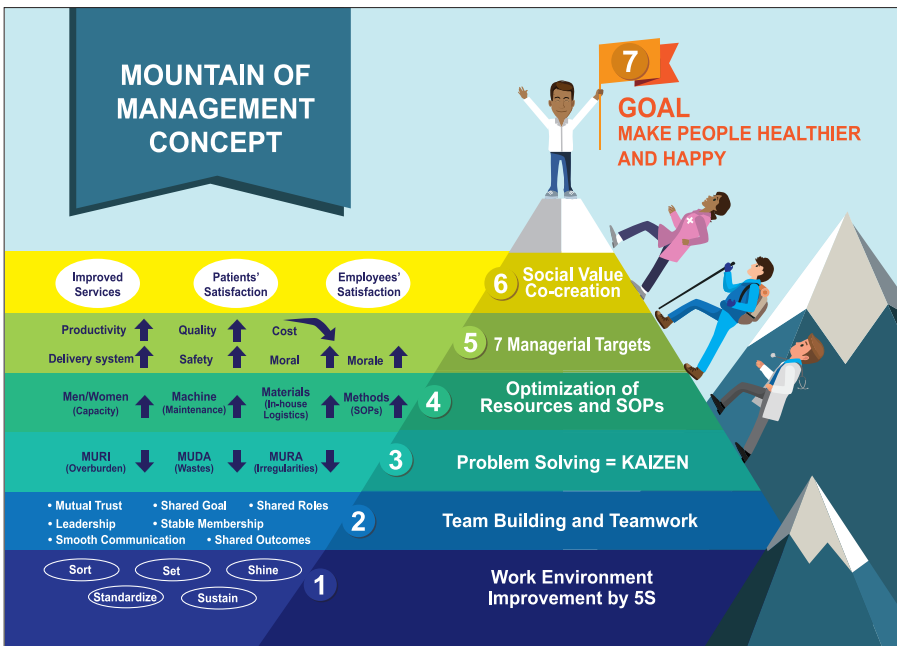 MOUNTAIN OF
MANAGEMENT
CONCEPT
7
GOAL
MAKE PEOPLE HEALTHIER
AND HAPPY
Improved
Services
Patients'
Satisfaction
Employees'
Satisfaction
6 Social Value
Co-creation
Productivity Quality Cost
Delivery system Safety Moral Morale
5 7 Managerial Targets
Men/Women
(Capacity)
Machine
(Maintenance)
Materials
(In-house
Logistics)
Methods
(SOPs)
4 Optimization of
Resources and SOPs
MURI
(Overburden)
MUDA
(Wastes)
MURA
(Irregularities)
3 Problem Solving = KAIZEN
• Mutual Trust • Shared Goal • Shared Roles
• Leadership • Stable Membership
• Smooth Communication • Shared Outcomes
2 Team Building and Teamwork
Sort Set Shine
Standardize Sustain
1 Work Environment
Improvement by 5S